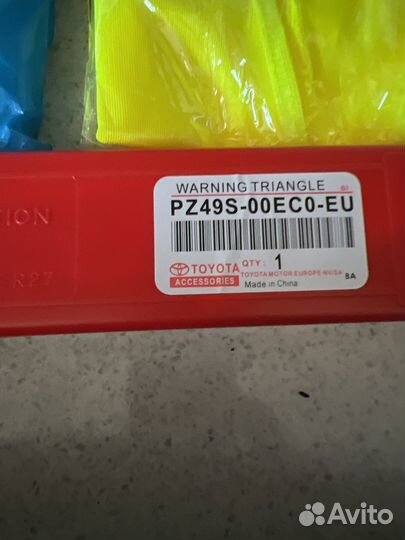 WARNING TRIANGLE
PZ49S-00EC0-EU
TION
TOYOTA
ACCESSORIES
QTY: 1
TOYOTA MOTOR EUROPE NV/SA
Made in China
8A
R27
Avito